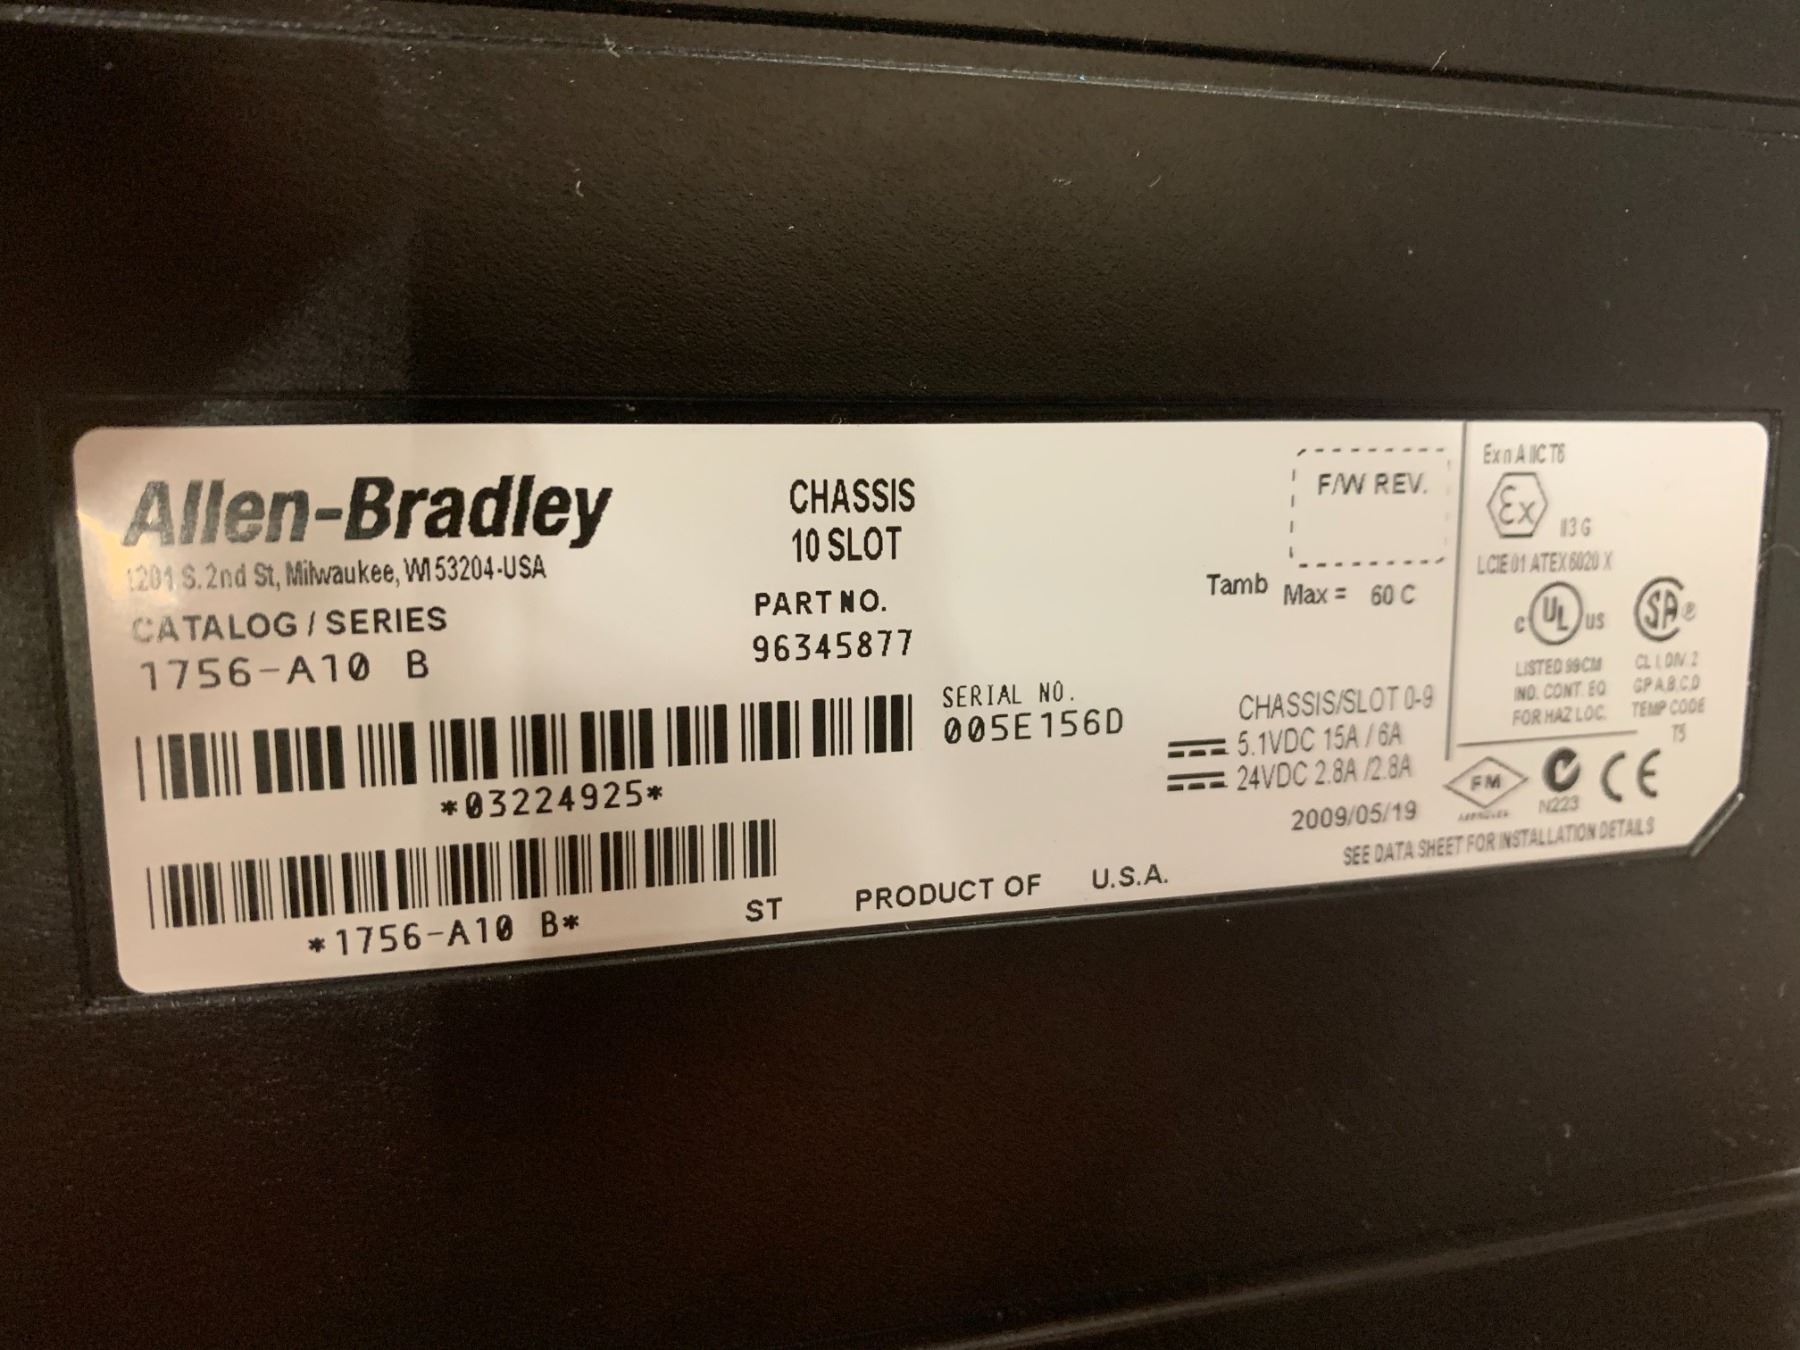 Allen-Bradley
1201 S. 2nd St, Milwaukee, WI 53204-USA
CATALOG / SERIES
1756-A10 B
CHASSIS
10 SLOT
PART NO.
96345877
SERIAL NO.
005E156D
*03224925*
*1756-A10 B*
ST
PRODUCT OF U.S.A.
F/W REV.
Tamb Max = 60 C
CHASSIS/SLOT 0-9
5.1VDC 15A / 6A
24VDC 2.8A /2.8A
2009/05/19
SEE DATA SHEET FOR INSTALLATION DETAILS
Ex n A IIC T6
Ex
II 3 G
LCIE 01 ATEX 6020 X
C UL US
LISTED 99CM
IND. CONT. EQ
FOR HAZ LOC.
SA ®
CL I, DIV. 2
GP A,B,C,D
TEMP CODE
T5
FM
APPROVED
N223
CE